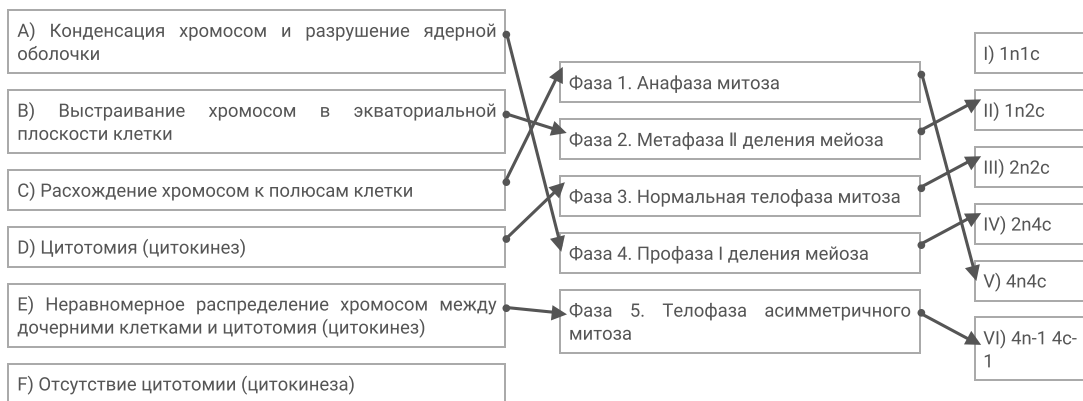 A) Конденсация хромосом и разрушение ядерной
оболочки
B) Выстраивание хромосом в экваториальной
плоскости клетки
C) Расхождение хромосом к полюсам клетки
D) Цитотомия (цитокинез)
E) Неравномерное распределение хромосом между
дочерними клетками и цитотомия (цитокинез)
F) Отсутствие цитотомии (цитокинеза)
Фаза 1. Анафаза митоза
Фаза 2. Метафаза II деления мейоза
Фаза 3. Нормальная телофаза митоза
Фаза 4. Профаза I деления мейоза
Фаза 5. Телофаза асимметричного
митоза
I) 1n1c
II) 1n2c
III) 2n2c
IV) 2n4c
V) 4n4c
VI) 4n-1 4c-
1